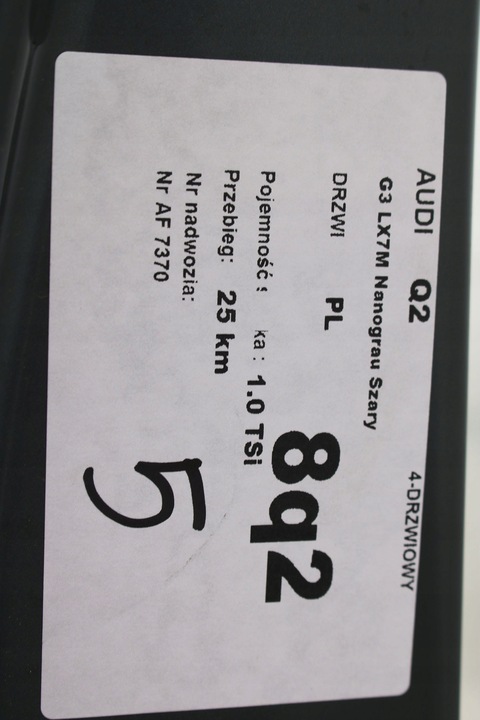 AUDI Q2 4-DRZWIOWY
G3 LX7M Nanograu Szary
DRZWI PL
8q2
Pojemność s ka : 1.0 TSi
Przebieg: 25 km
Nr nadwozia:
Nr AF 7370
5